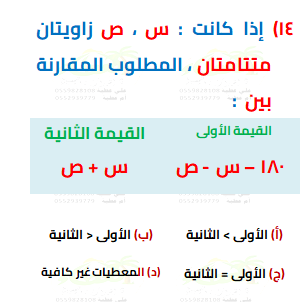 ١٤) إذا كانت : س ، ص زاويتان
متتامتان ، المطلوب المقارنة
بين :
القيمة الأولى القيمة الثانية
١٨٠ – س - ص س + ص
(أ) الأولى > الثانية (ب) الأولى < الثانية
(ج) الأولى = الثانية (د) المعطيات غير كافية